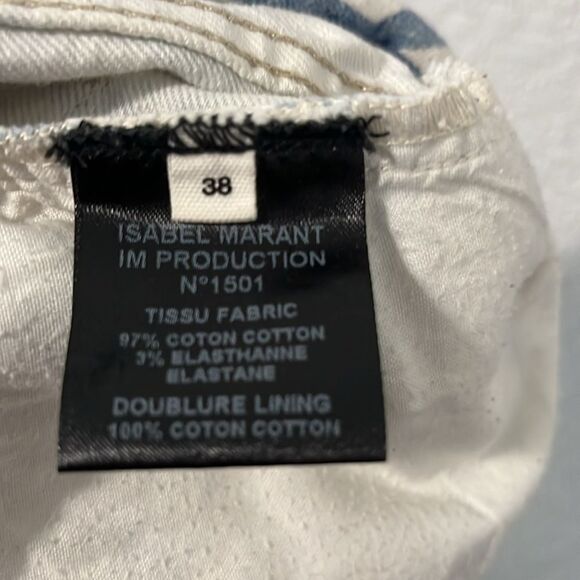 38
ISABEL MARANT
IM PRODUCTION
N°1501
TISSU FABRIC
97% COTON COTTON
3% ELASTHANNE
ELASTANE
DOUBLURE LINING
100% COTON COTTON